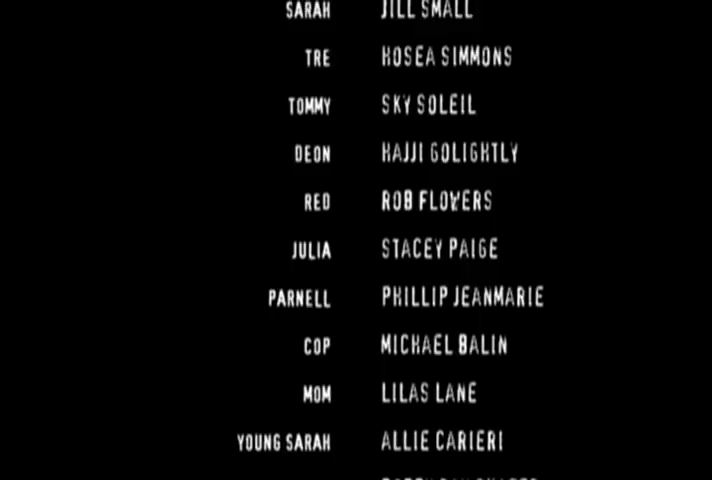 SARAH JILL SMALL
TRE HOSEA SIMMONS
TOMMY SKY SOLEIL
DEON HAJJI GOLIGHTLY
RED ROB FLOWERS
JULIA STACEY PAIGE
PARNELL PHILLIP JEANMARIE
COP MICHAEL BALIN
MOM LILAS LANE
YOUNG SARAH ALLIE CARIERI